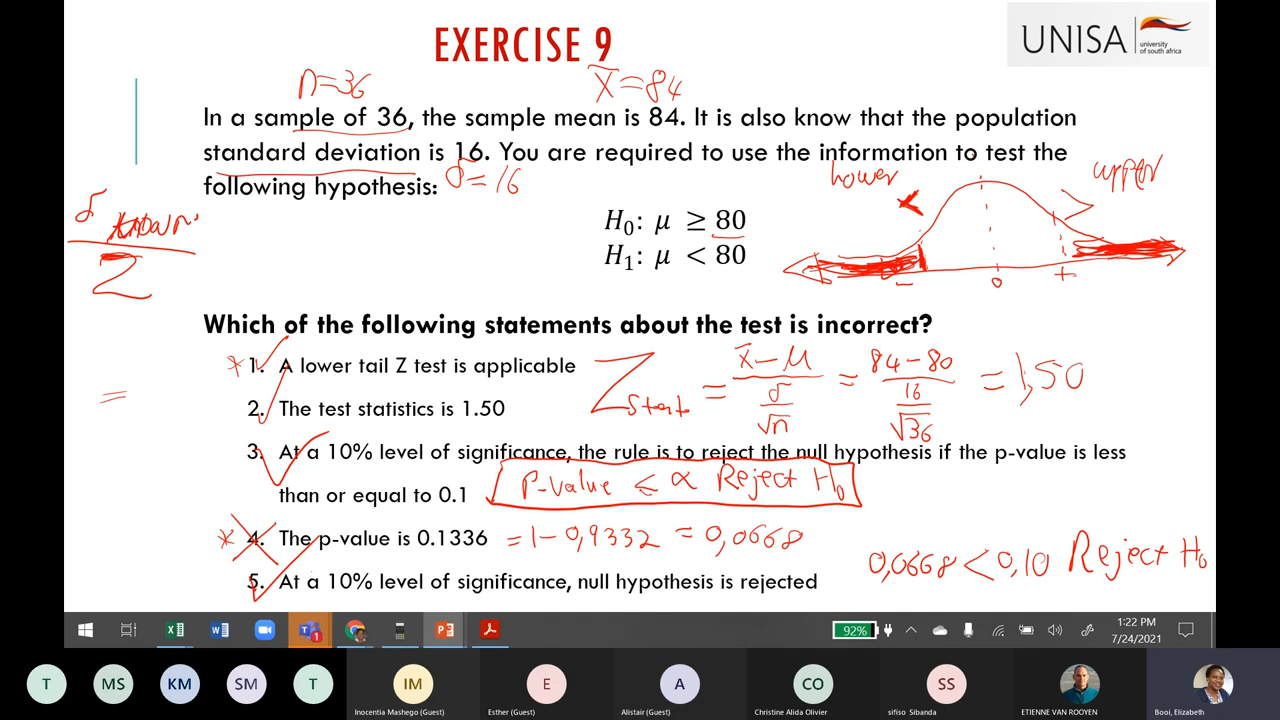 EXERCISE 9
UNISA
university
of south africa
n=36
x̄=84
In a sample of 36, the sample mean is 84. It is also know that the population
standard deviation is 16. You are required to use the information to test the
following hypothesis:
δ=16
lower
<
upper
>
- 0 +
δ known
Z
H₀: μ ≥ 80
H₁: μ < 80
Which of the following statements about the test is incorrect?
* 1. A lower tail Z test is applicable
2. The test statistics is 1.50
Zstat = x̄-μ / δ/√n = 84-80 / 16/√36 = 1,50
=
3. At a 10% level of significance, the rule is to reject the null hypothesis if the p-value is less
than or equal to 0.1
P-value ≤ α Reject H₀
* 4. The p-value is 0.1336 = 1-0,9332 = 0,0668
5. At a 10% level of significance, null hypothesis is rejected
0,0668 < 0,10 Reject H₀
92%
1:22 PM
7/24/2021
1
T
MS
KM
SM
T
IM
E
A
CO
SS
Inocentia Mashego (Guest)
Esther (Guest)
Alistair (Guest)
Christine Alida Olivier
sifiso Sibanda
ETIENNE VAN ROOYEN
Booi, Elizabeth